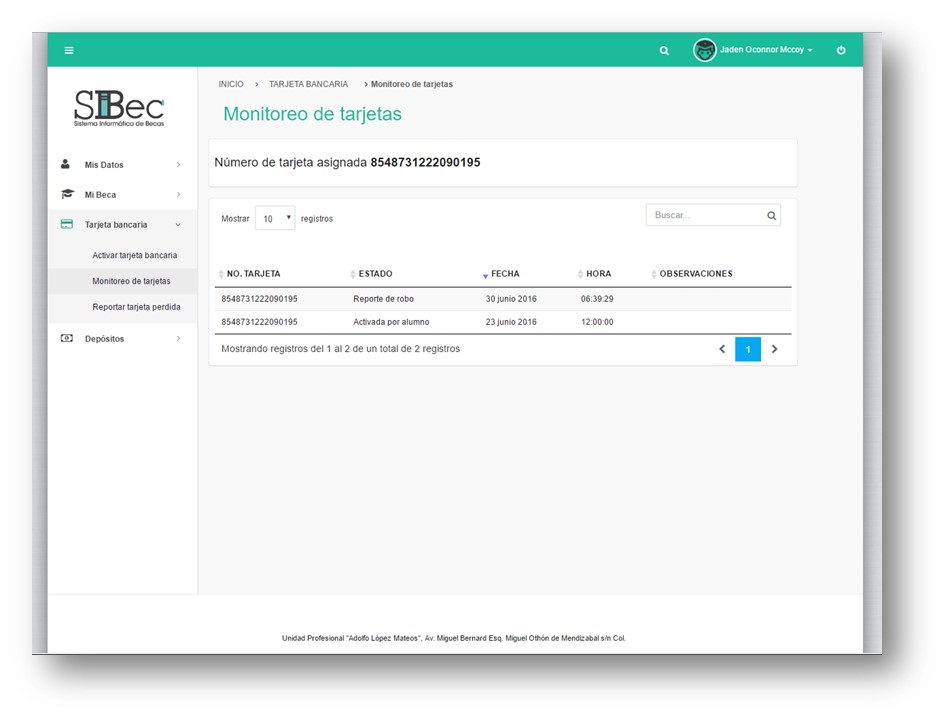 Jaden Oconnor Mccoy
SIBec
Sistema Informático de Becas
Mis Datos
Mi Beca
Tarjeta bancaria
Activar tarjeta bancaria
Monitoreo de tarjetas
Reportar tarjeta perdida
Depósitos
INICIO > TARJETA BANCARIA > Monitoreo de tarjetas
Monitoreo de tarjetas
Número de tarjeta asignada 8548731222090195
Mostrar 10 registros
Buscar...
NO. TARJETA ESTADO FECHA HORA OBSERVACIONES
8548731222090195 Reporte de robo 30 junio 2016 06:39:29
8548731222090195 Activada por alumno 23 junio 2016 12:00:00
Mostrando registros del 1 al 2 de un total de 2 registros
1
Unidad Profesional "Adolfo López Mateos", Av. Miguel Bernard Esq. Miguel Othón de Mendizabal s/n Col.